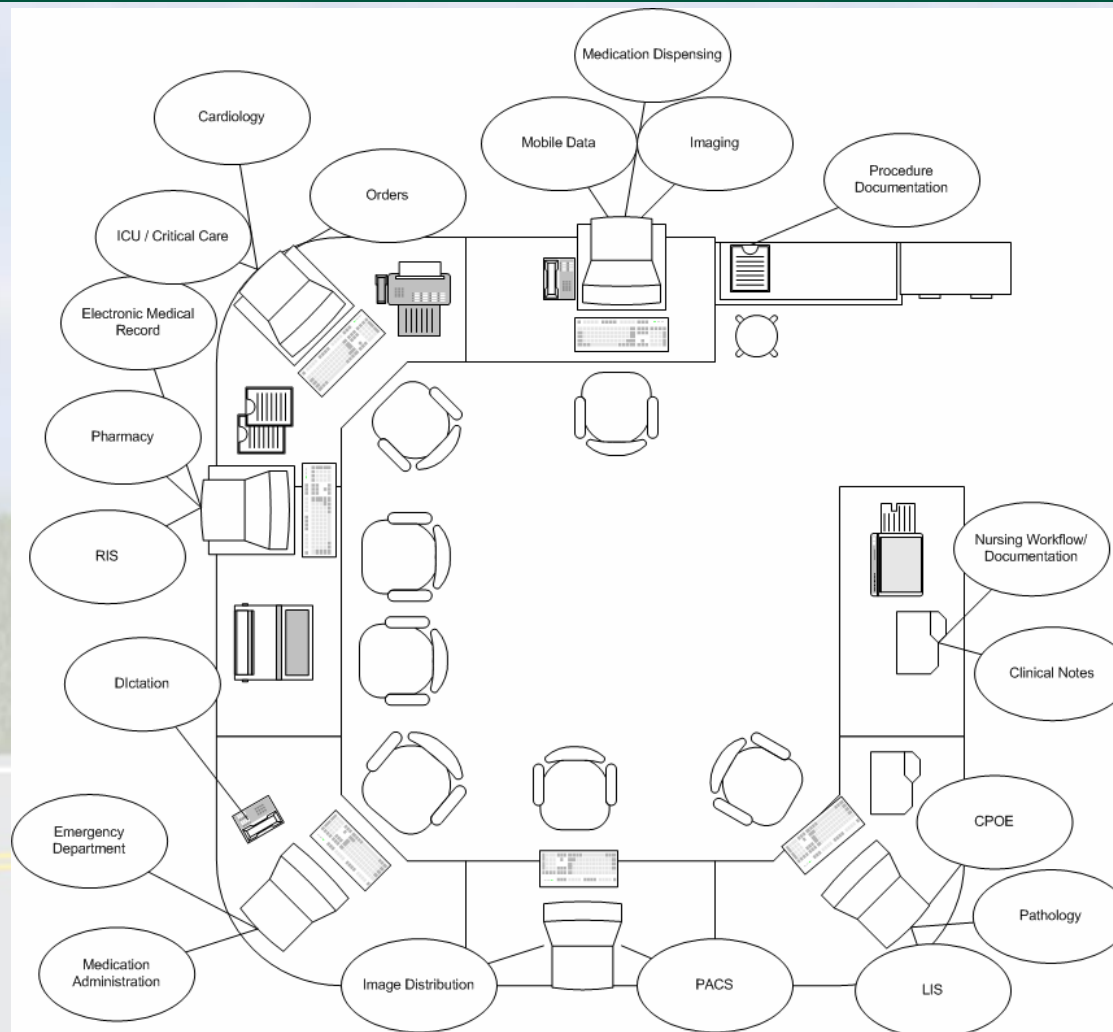 Medication Dispensing
Cardiology
Mobile Data
Imaging
Procedure
Documentation
Orders
ICU / Critical Care
Electronic Medical
Record
Pharmacy
Nursing Workflow/
Documentation
RIS
Clinical Notes
DIctation
CPOE
Emergency
Department
Pathology
Medication
Administration
Image Distribution
PACS
LIS